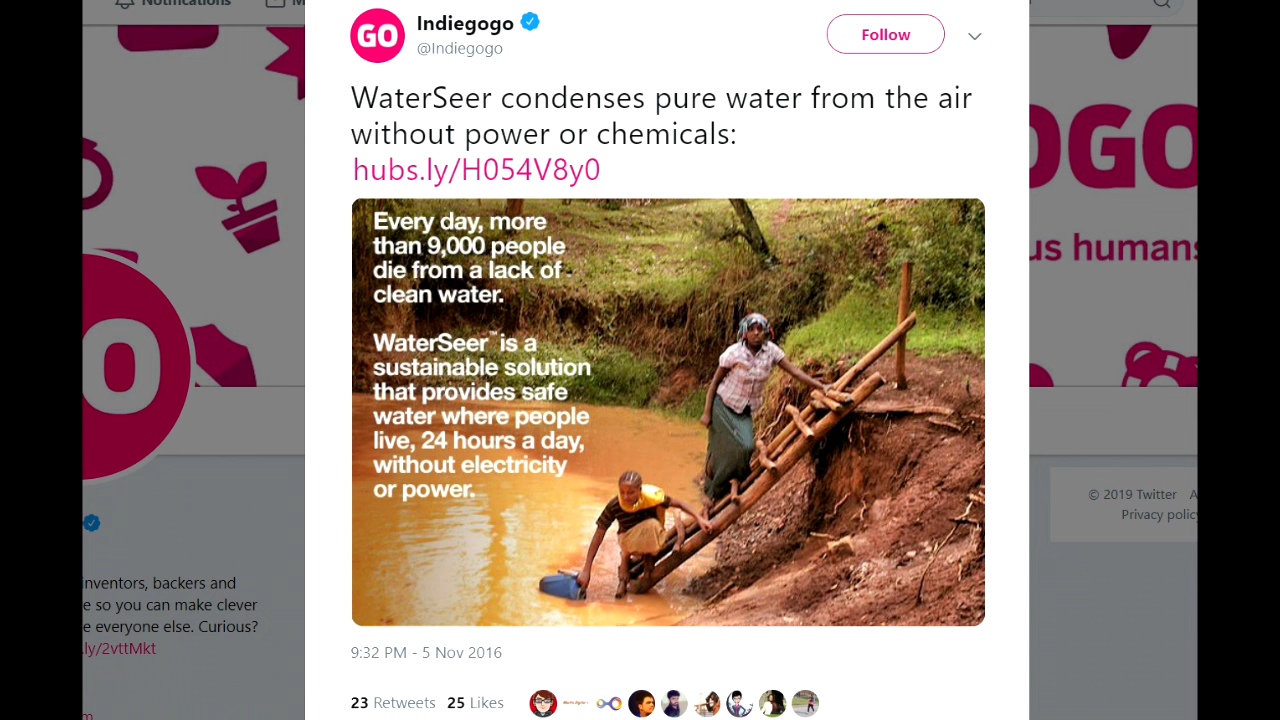 Notifications
GO
Indiegogo
@Indiegogo
Follow
WaterSeer condenses pure water from the air
without power or chemicals:
hubs.ly/H054V8y0
Every day, more
than 9,000 people
die from a lack of
clean water.
WaterSeer™ is a
sustainable solution
that provides safe
water where people
live, 24 hours a day,
without electricity
or power.
9:32 PM - 5 Nov 2016
23 Retweets 25 Likes
OGO
us humans
© 2019 Twitter A
Privacy policy
O
inventors, backers and
e so you can make clever
e everyone else. Curious?
.ly/2vttMkt
m